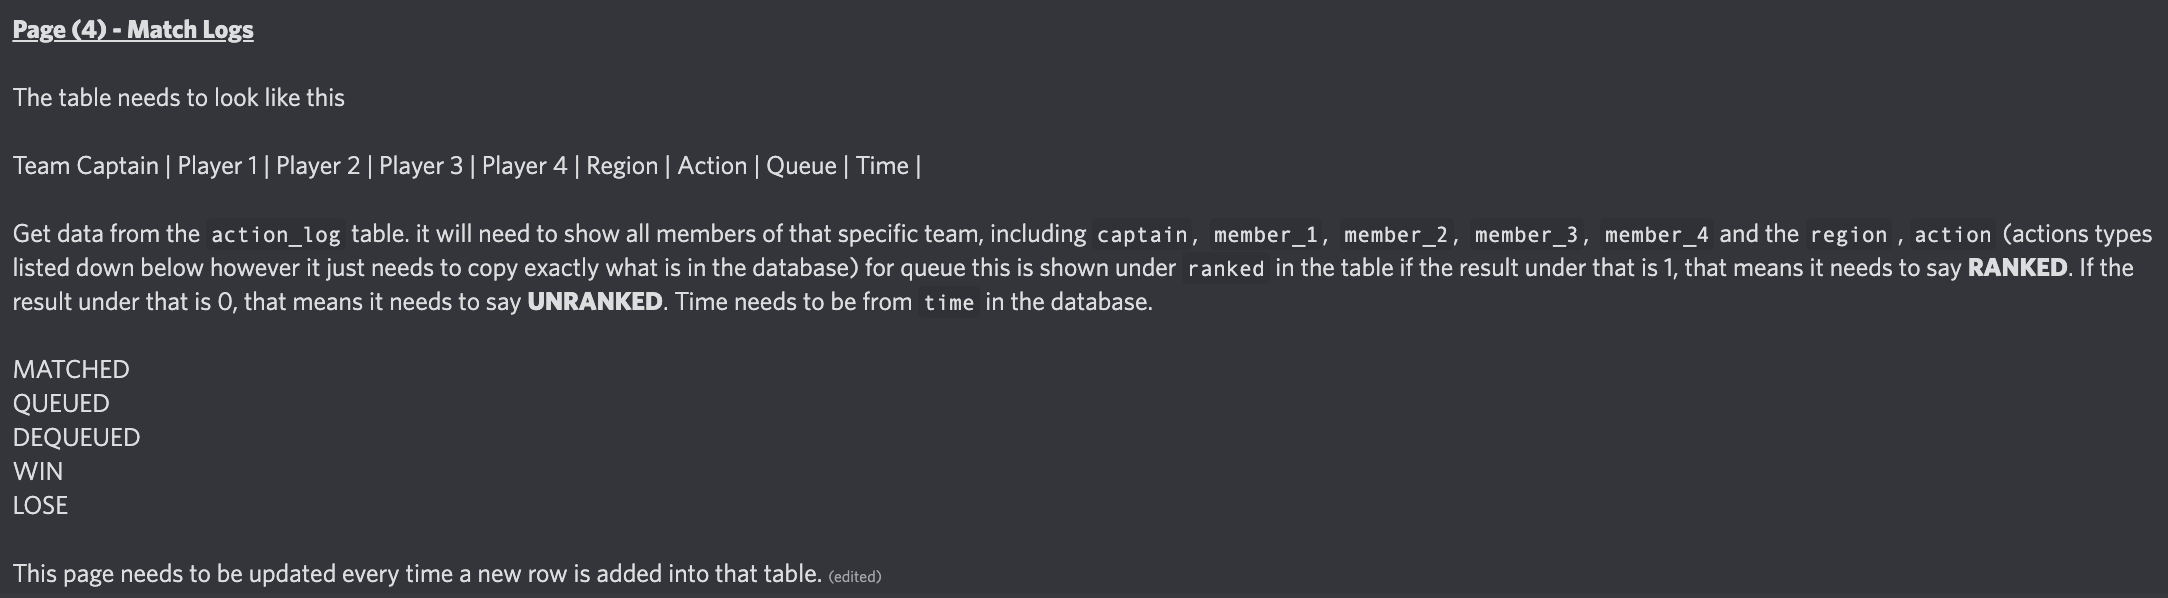 Page (4) - Match Logs
The table needs to look like this
Team Captain | Player 1 | Player 2 | Player 3 | Player 4 | Region | Action | Queue | Time |
Get data from the action_log table. it will need to show all members of that specific team, including captain, member_1, member_2, member_3, member_4 and the region , action (actions types
listed down below however it just needs to copy exactly what is in the database) for queue this is shown under ranked in the table if the result under that is 1, that means it needs to say RANKED. If the
result under that is 0, that means it needs to say UNRANKED. Time needs to be from time in the database.
MATCHED
QUEUED
DEQUEUED
WIN
LOSE
This page needs to be updated every time a new row is added into that table. (edited)